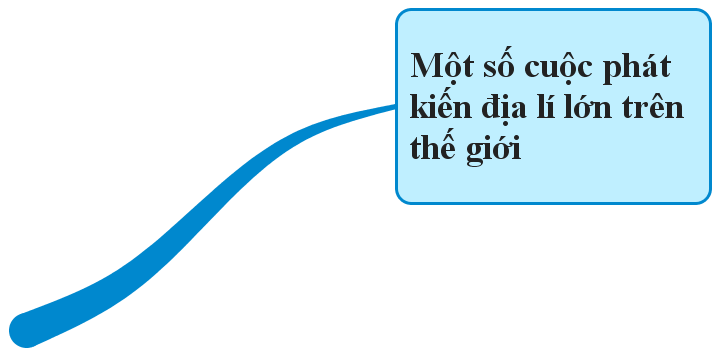 Một số cuộc phát
kiến địa lí lớn trên
thế giới